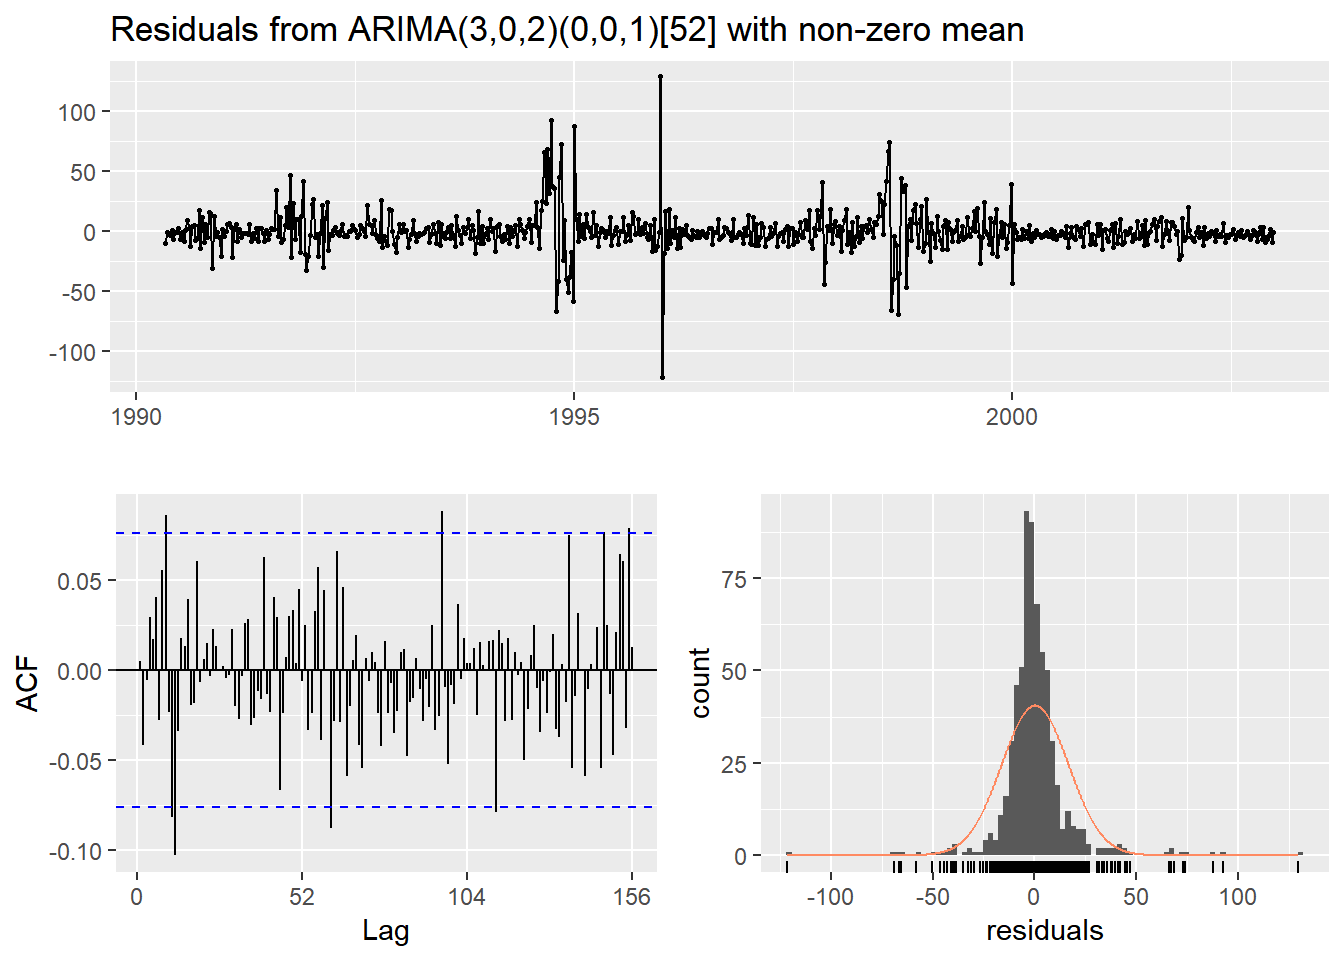 Residuals from ARIMA(3,0,2)(0,0,1)[52] with non-zero mean
100
50
0
-50
-100
1990 1995 2000
ACF
0.05
0.00
-0.05
-0.10
0 52 104 156
Lag
count
75
50
25
0
-100 -50 0 50 100
residuals